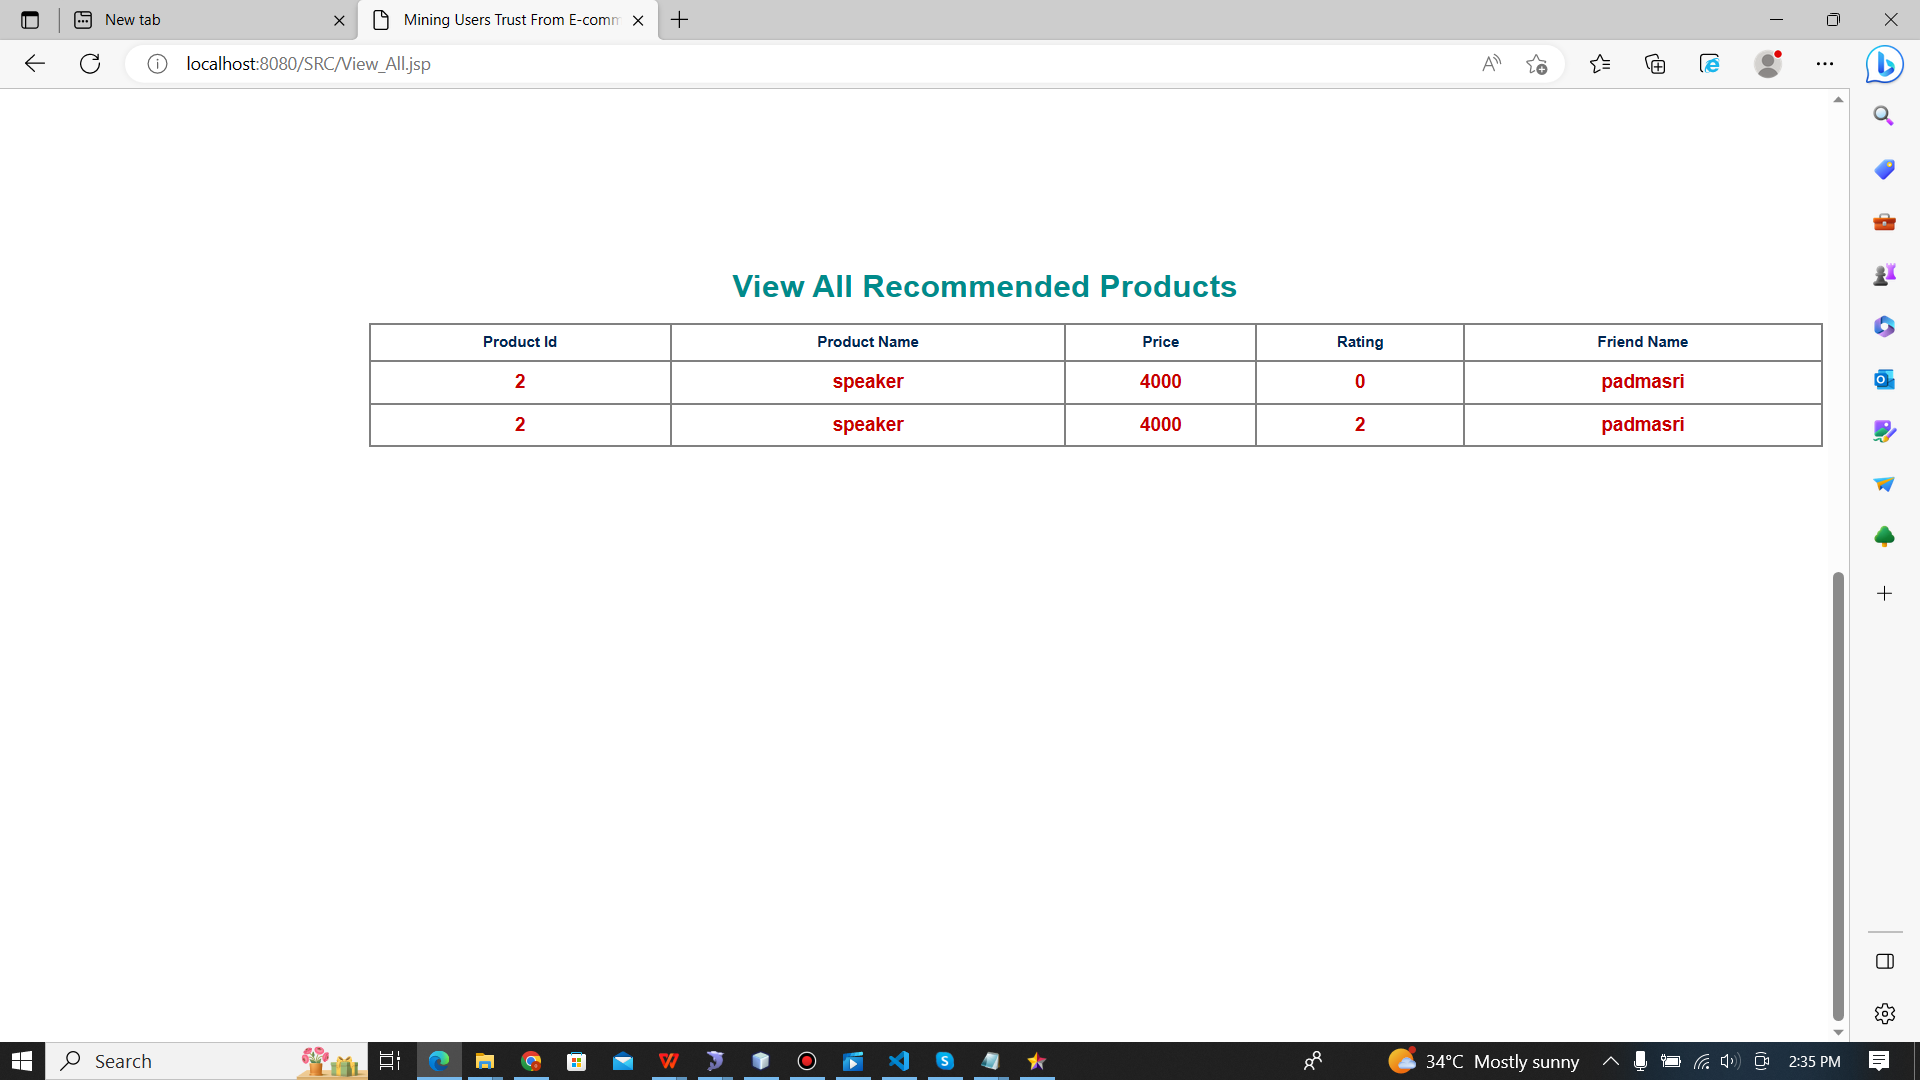 New tab
Mining Users Trust From E-comm
localhost:8080/SRC/View_All.jsp
View All Recommended Products
Product Id Product Name Price Rating Friend Name
2 speaker 4000 0 padmasri
2 speaker 4000 2 padmasri
Search
34°C Mostly sunny
2:35 PM